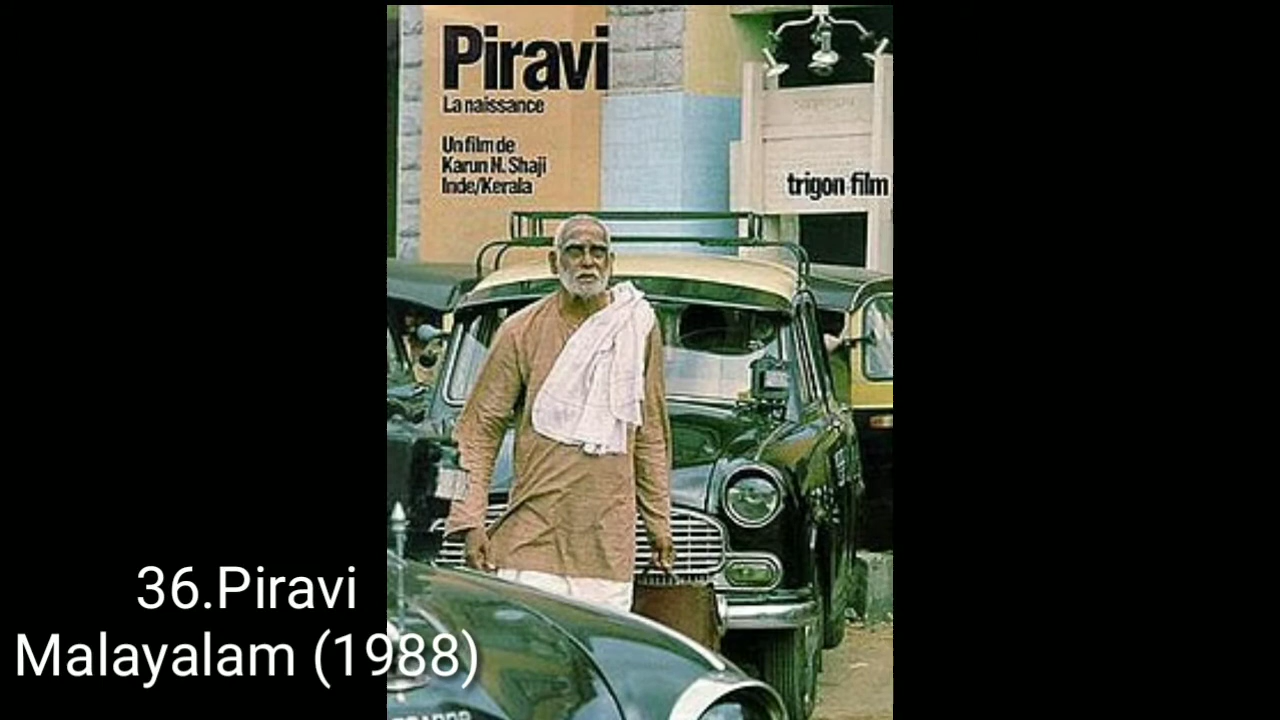 Piravi
La naissance
Un film de
Karun N. Shaji
Inde/Kerala
trigon-film
36.Piravi
Malayalam (1988)